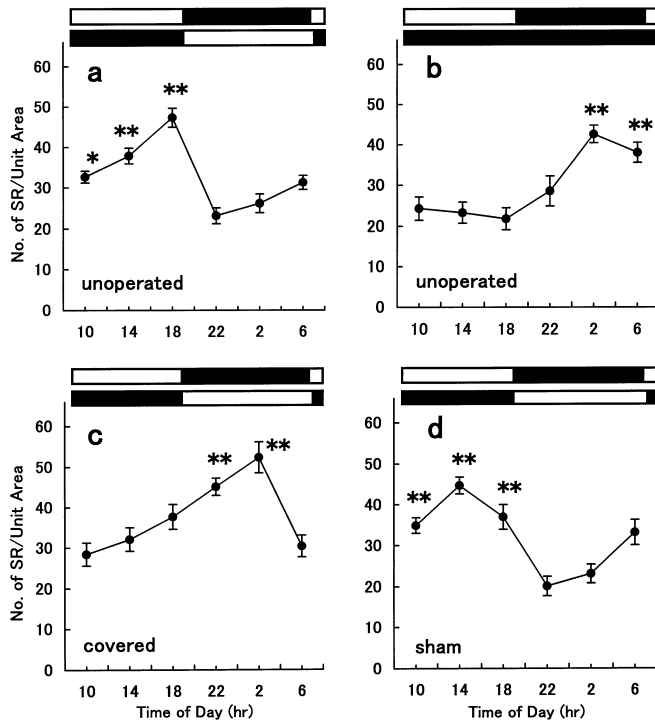 a
b
No. of SR/Unit Area
60
50
40
30
20
10
0
* ** **
unoperated
10 14 18 22 2 6
60
50
40
30
20
10
0
** **
unoperated
10 14 18 22 2 6
c
d
No. of SR/Unit Area
60
50
40
30
20
10
0
** **
covered
10 14 18 22 2 6
Time of Day (hr)
60
50
40
30
20
10
0
** ** **
sham
10 14 18 22 2 6
Time of Day (hr)